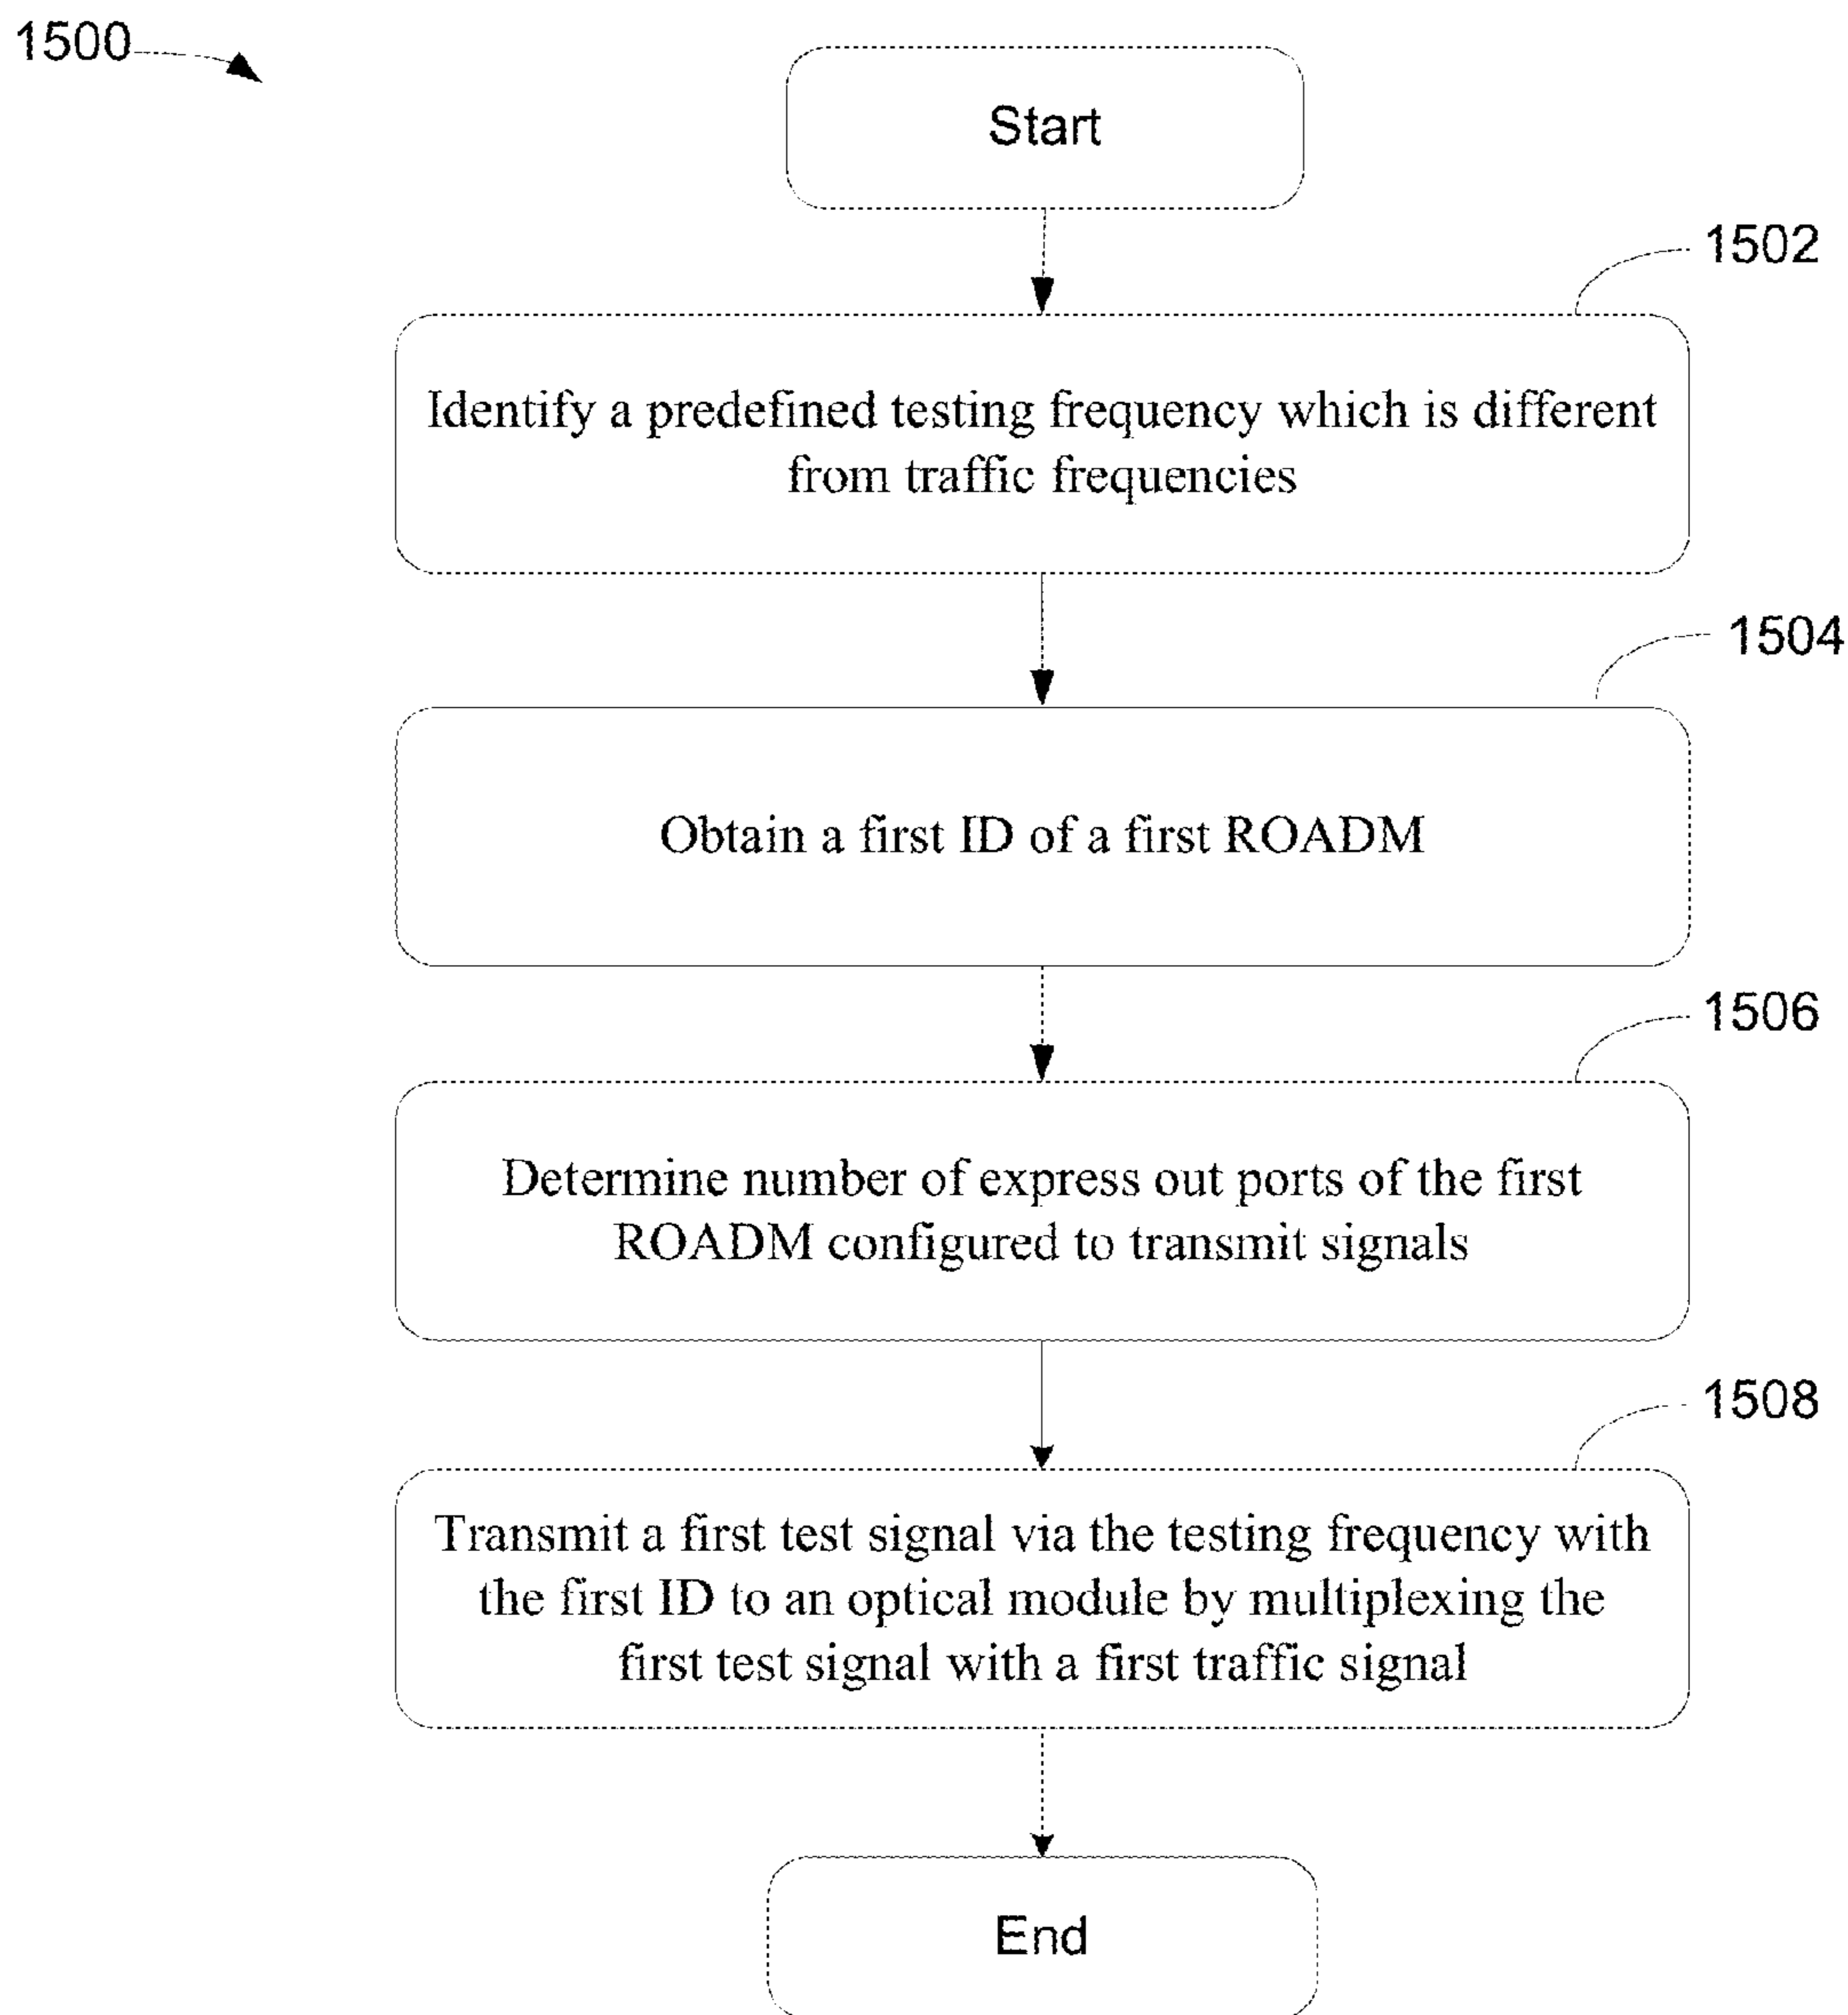 1500
Start
1502
Identify a predefined testing frequency which is different
from traffic frequencies
1504
Obtain a first ID of a first ROADM
1506
Determine number of express out ports of the first
ROADM configured to transmit signals
1508
Transmit a first test signal via the testing frequency with
the first ID to an optical module by multiplexing the
first test signal with a first traffic signal
End